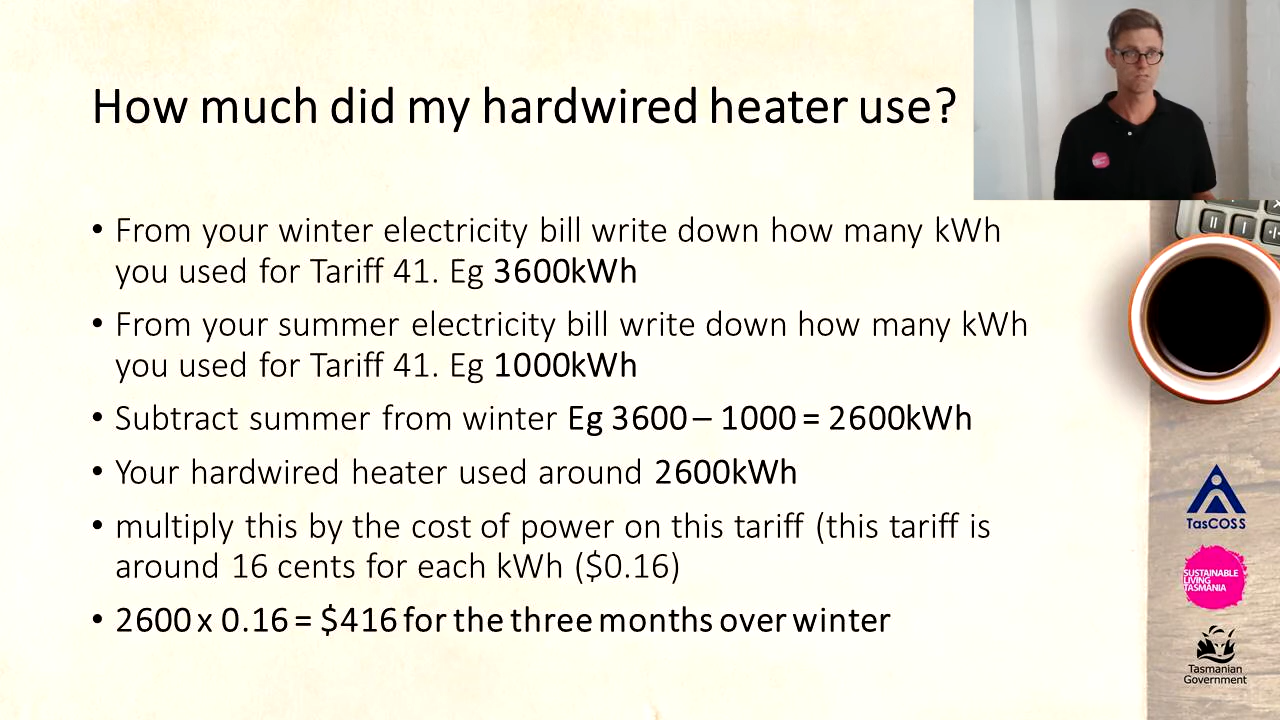 How much did my hardwired heater use?
• From your winter electricity bill write down how many kWh
you used for Tariff 41. Eg 3600kWh
• From your summer electricity bill write down how many kWh
you used for Tariff 41. Eg 1000kWh
• Subtract summer from winter Eg 3600 – 1000 = 2600kWh
• Your hardwired heater used around 2600kWh
• multiply this by the cost of power on this tariff (this tariff is
around 16 cents for each kWh ($0.16)
• 2600 x 0.16 = $416 for the three months over winter
TasCOSS
SUSTAINABLE
LIVING
TASMANIA
Tasmanian
Government